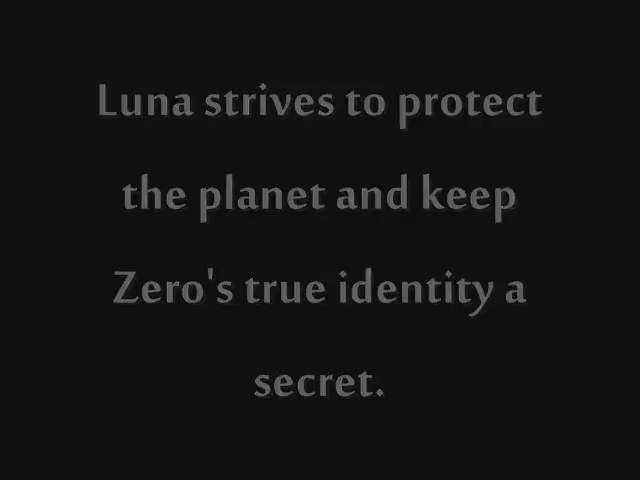 Luna strives to protect
the planet and keep
Zero's true identity a
secret.